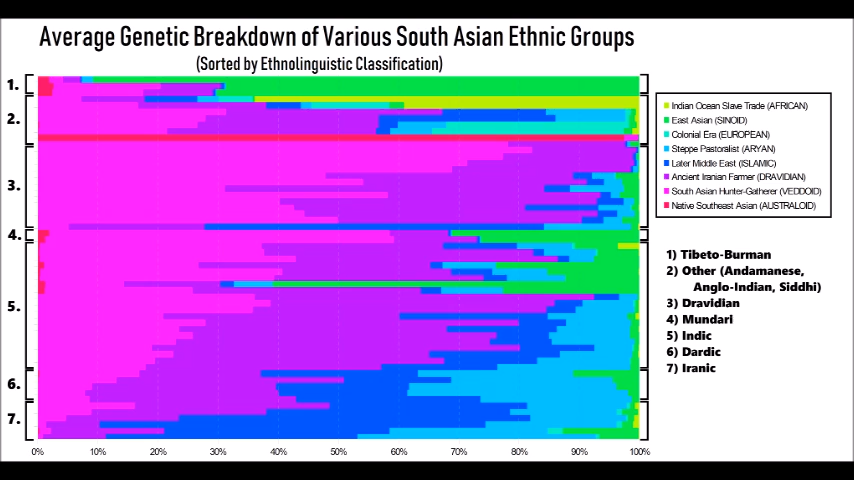 Average Genetic Breakdown of Various South Asian Ethnic Groups
(Sorted by Ethnolinguistic Classification)
1.
2.
3.
4.
5.
6.
7.
0% 10% 20% 30% 40% 50% 60% 70% 80% 90% 100%
Indian Ocean Slave Trade (AFRICAN)
East Asian (SINOID)
Colonial Era (EUROPEAN)
Steppe Pastoralist (ARYAN)
Later Middle East (ISLAMIC)
Ancient Iranian Farmer (DRAVIDIAN)
South Asian Hunter-Gatherer (VEDDOID)
Native Southeast Asian (AUSTRALOID)
1) Tibeto-Burman
2) Other (Andamanese,
Anglo-Indian, Siddhi)
3) Dravidian
4) Mundari
5) Indic
6) Dardic
7) Iranic